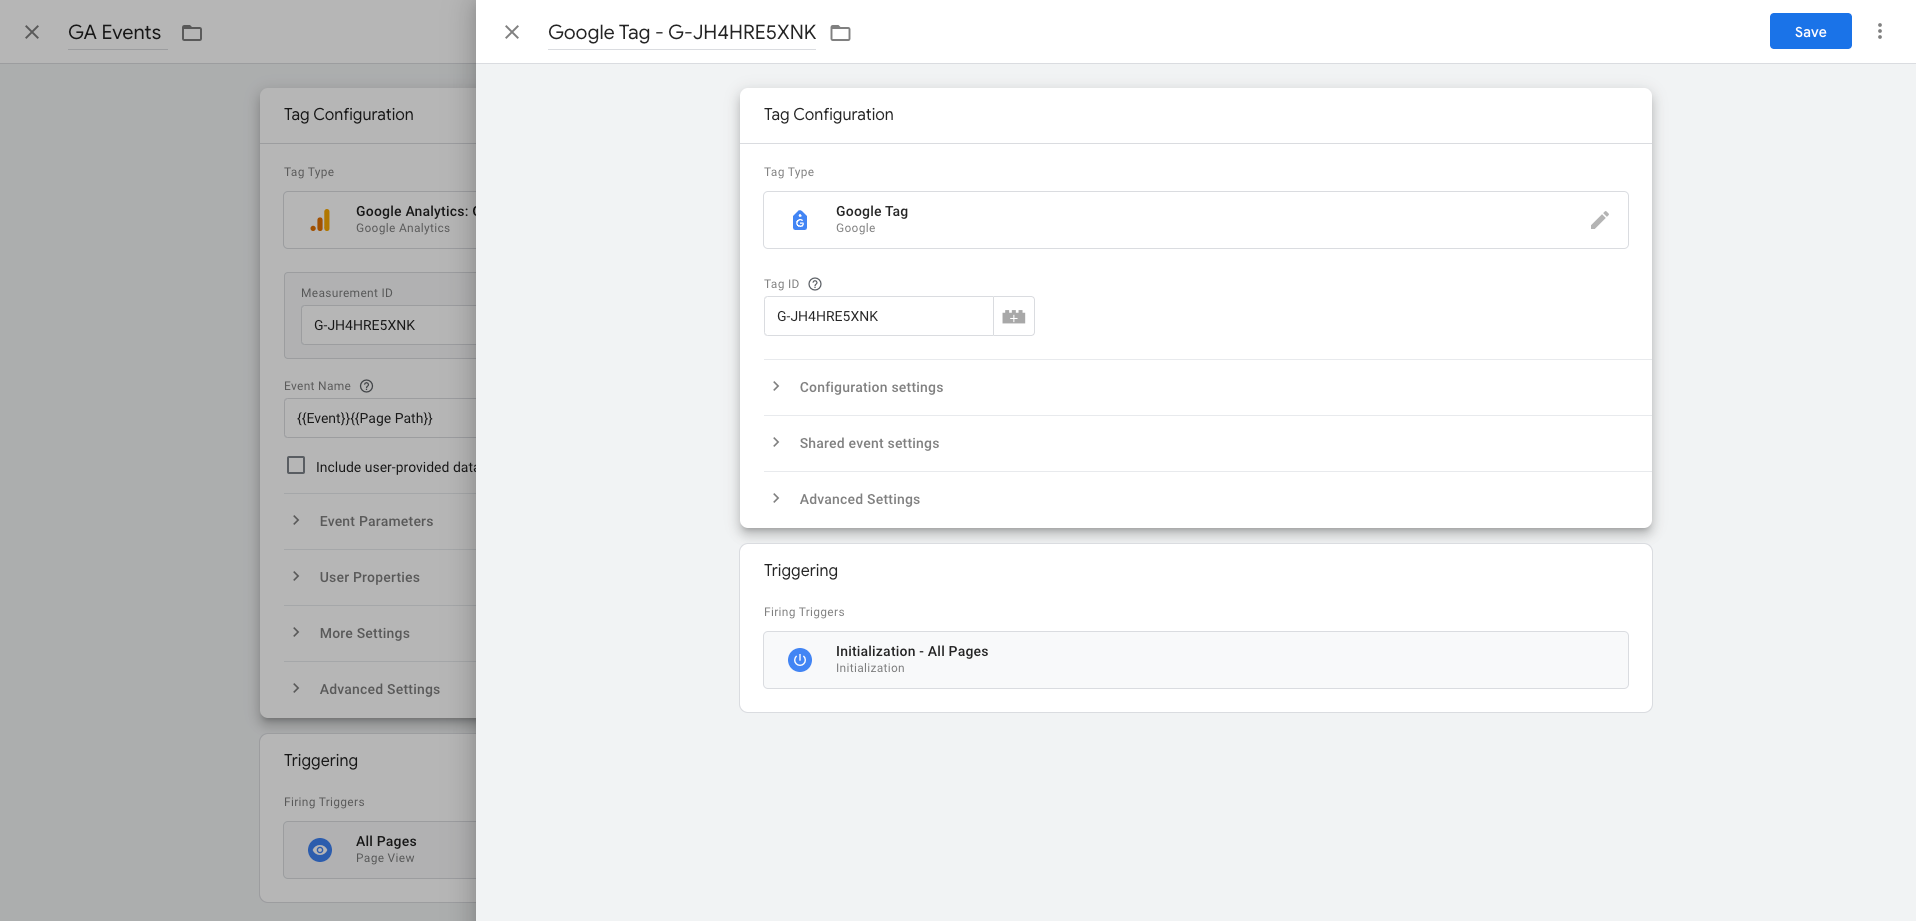 GA Events
Tag Configuration
Tag Type
Google Analytics:
Google Analytics
Measurement ID
G-JH4HRE5XNK
Event Name
{{Event}}{{Page Path}}
Include user-provided data
Event Parameters
User Properties
More Settings
Advanced Settings
Triggering
Firing Triggers
All Pages
Page View
Google Tag - G-JH4HRE5XNK
Save
Tag Configuration
Tag Type
Google Tag
Google
Tag ID
G-JH4HRE5XNK
Configuration settings
Shared event settings
Advanced Settings
Triggering
Firing Triggers
Initialization - All Pages
Initialization